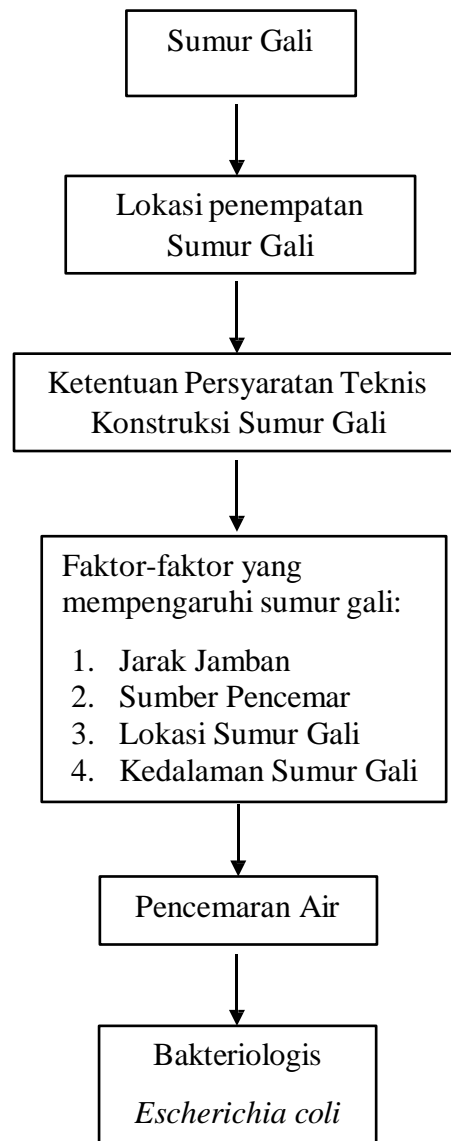 Sumur Gali
Lokasi penempatan
Sumur Gali
Ketentuan Persyaratan Teknis
Konstruksi Sumur Gali
Faktor-faktor yang
mempengaruhi sumur gali:
1. Jarak Jamban
2. Sumber Pencemar
3. Lokasi Sumur Gali
4. Kedalaman Sumur Gali
Pencemaran Air
Bakteriologis
Escherichia coli